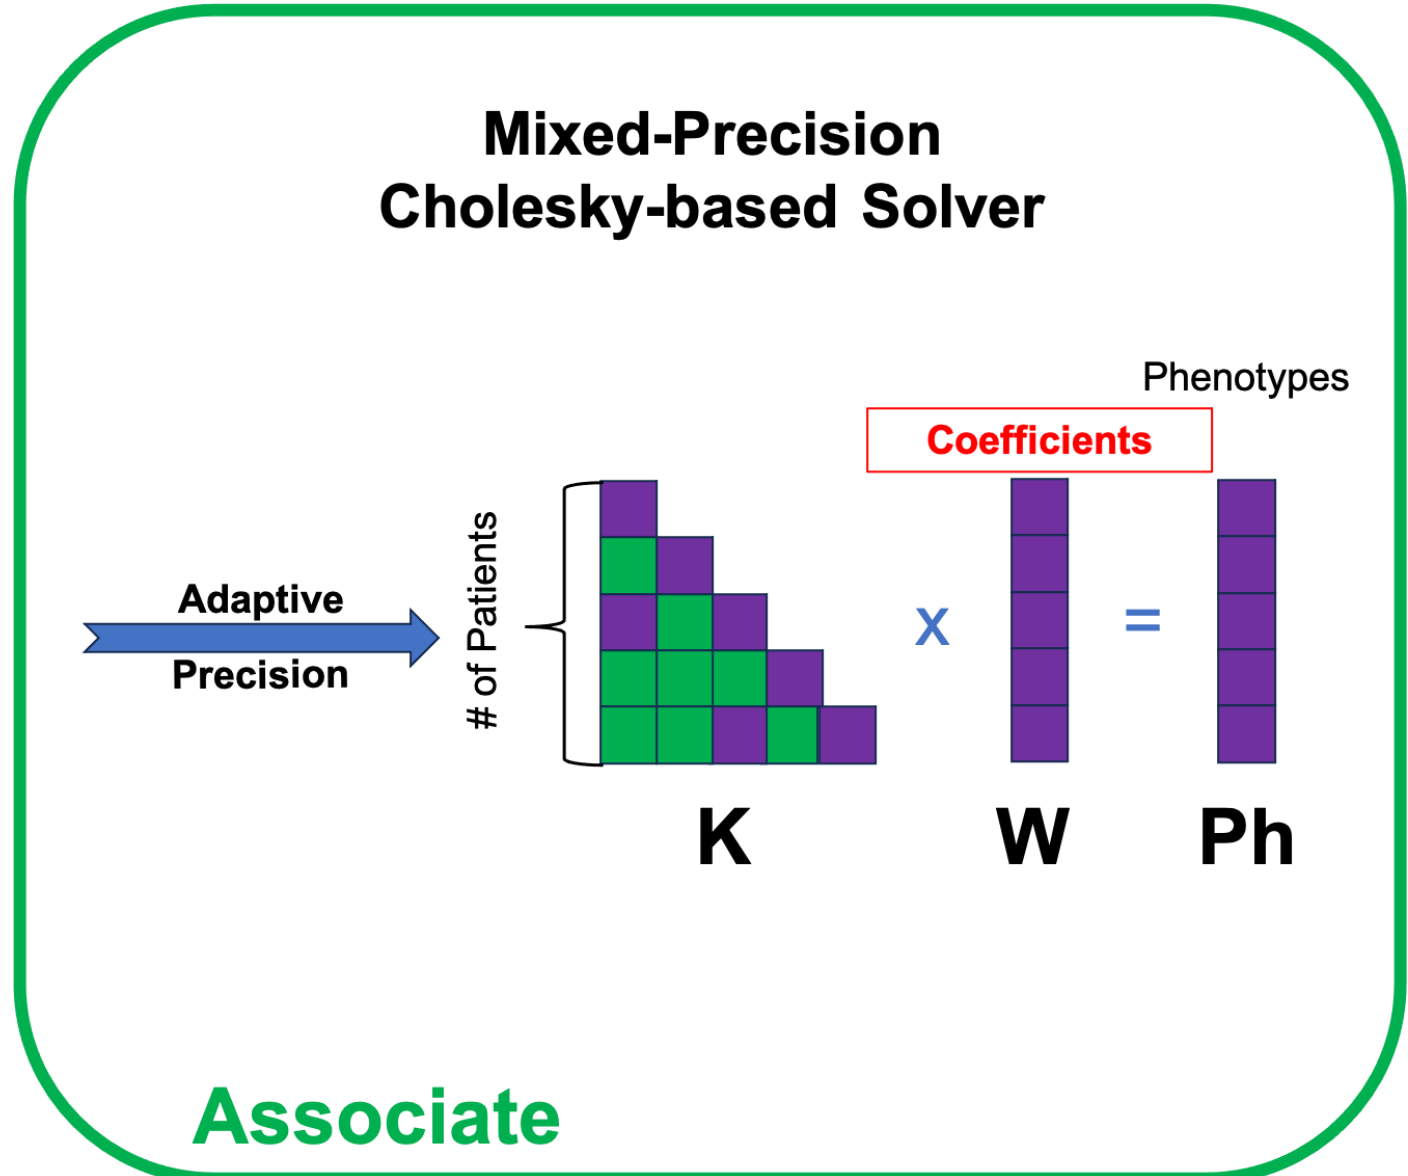 Mixed-Precision
Cholesky-based Solver
Phenotypes
Coefficients
Adaptive
Precision
# of Patients
x
=
K
W
Ph
Associate